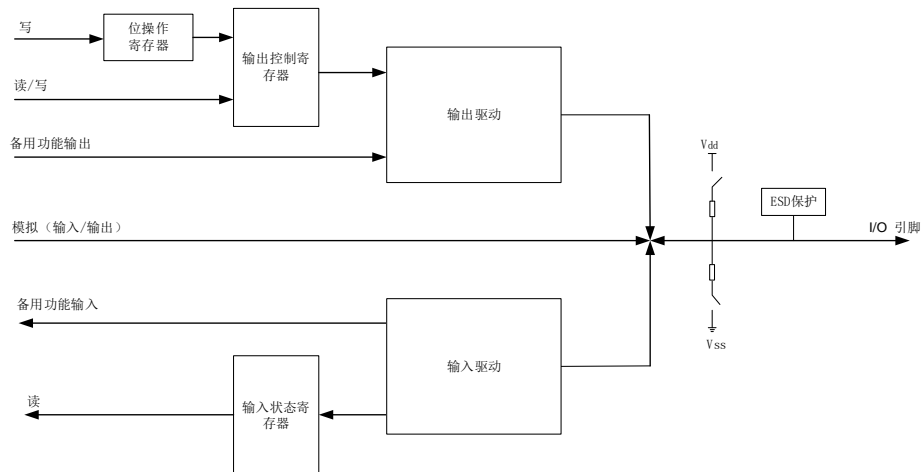 写
位操作
寄存器
输出控制寄
存器
读/写
输出驱动
备用功能输出
Vdd
ESD保护
模拟（输入/输出）
I/O 引脚
备用功能输入
Vss
输入驱动
输入状态寄
存器
读